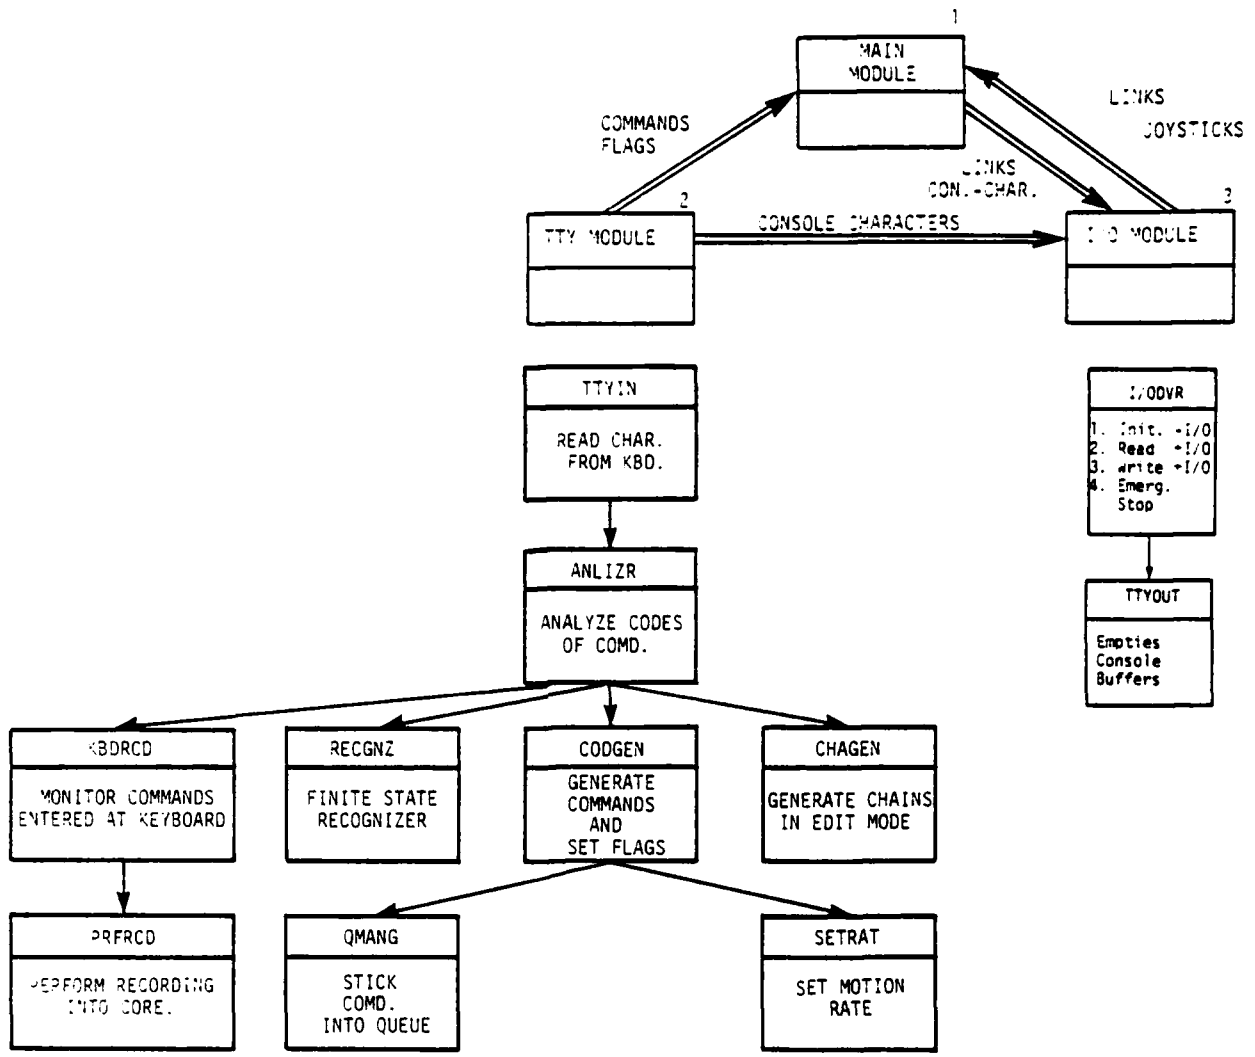 1
MAIN
MODULE
LINKS
JOYSTICKS
COMMANDS
FLAGS
LINKS
CON.-CHAR.
2
3
TTY MODULE
CONSOLE CHARACTERS
I/O MODULE
TTYIN
READ CHAR.
FROM KBD.
I/ODVR
1. Init. +I/O
2. Read +I/O
3. Write +I/O
4. Emerg.
Stop
ANLIZR
ANALYZE CODES
OF COMD.
TTYOUT
Empties
Console
Buffers
KBDRCD
MONITOR COMMANDS
ENTERED AT KEYBOARD
RECGNZ
FINITE STATE
RECOGNIZER
CODGEN
GENERATE
COMMANDS
AND
SET FLAGS
CHAGEN
GENERATE CHAINS
IN EDIT MODE
PRFRCD
PERFORM RECORDING
INTO CORE.
QMANG
STICK
COMD.
INTO QUEUE
SETRAT
SET MOTION
RATE